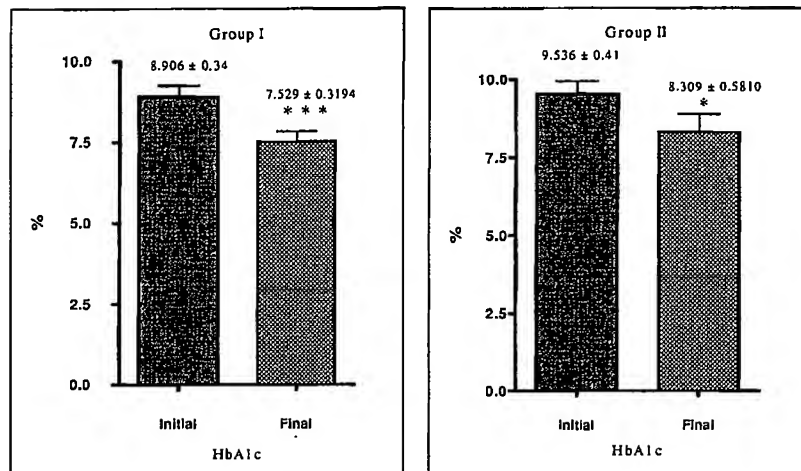 Group I
10.0
8.906 ± 0.34
7.529 ± 0.3194
* * *
7.5
%
5.0
2.5
0.0
Initial
Final
HbA1c
Group II
9.536 ± 0.41
10.0
8.309 ± 0.5810
*
7.5
%
5.0
2.5
0.0
Initial
Final
HbA1c